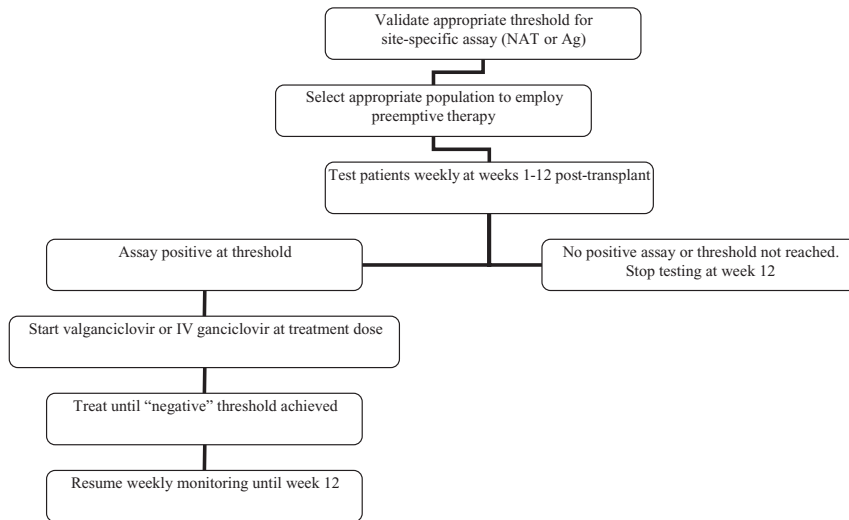 Validate appropriate threshold for
site-specific assay (NAT or Ag)
Select appropriate population to employ
preemptive therapy
Test patients weekly at weeks 1-12 post-transplant
Assay positive at threshold
No positive assay or threshold not reached.
Stop testing at week 12
Start valganciclovir or IV ganciclovir at treatment dose
Treat until “negative” threshold achieved
Resume weekly monitoring until week 12